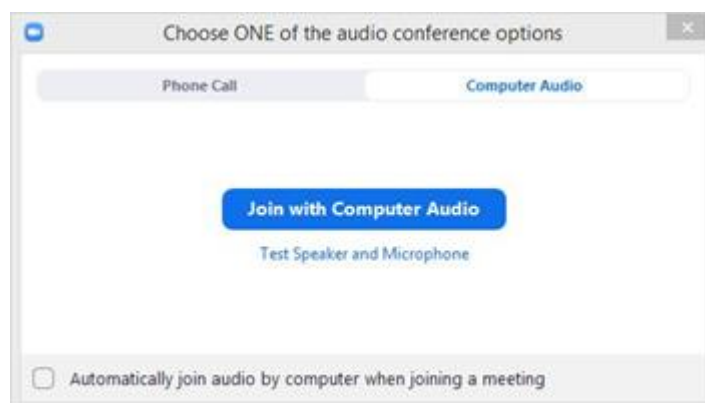 Choose ONE of the audio conference options
Phone Call
Computer Audio
Join with Computer Audio
Test Speaker and Microphone
Automatically join audio by computer when joining a meeting